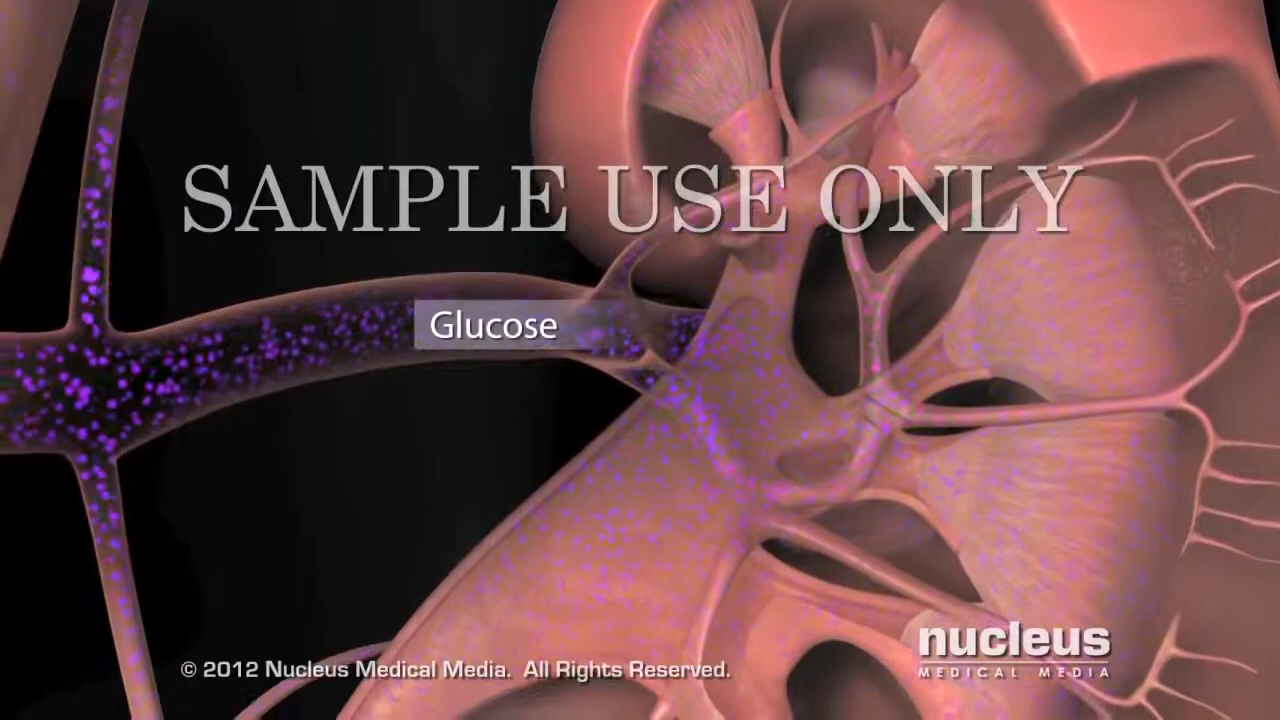 SAMPLE USE ONLY
Glucose
nucleus
MEDICAL MEDIA
© 2012 Nucleus Medical Media. All Rights Reserved.